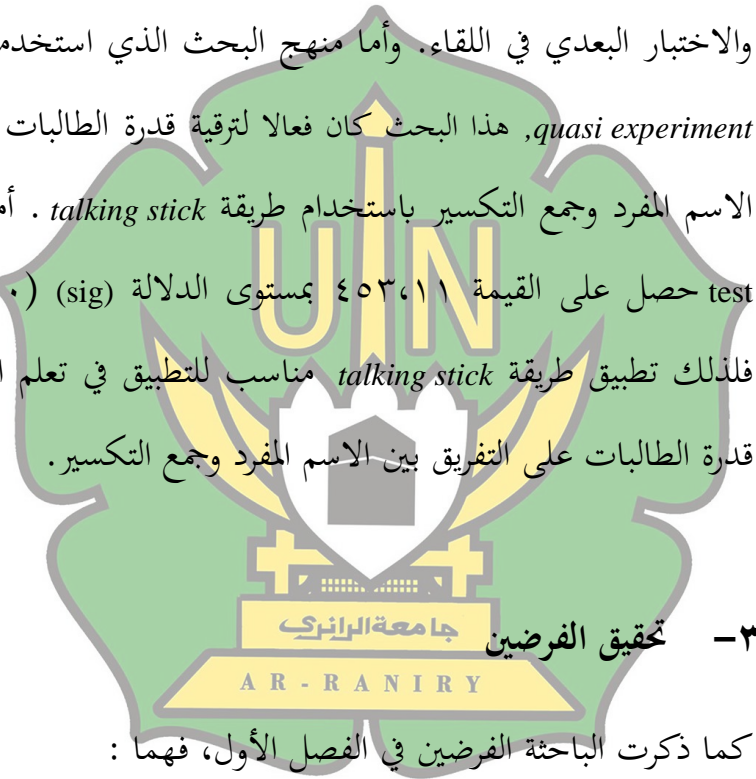 والاختبار البعدي في اللقاء. وأما منهج البحث الذي استخدم
quasi experiment, هذا البحث كان فعالا لترقية قدرة الطالبات
الاسم المفرد وجمع التكسير باستخدام طريقة talking stick . أم
test حصل على القيمة ٤٥٣،١١ بمستوى الدلالة (sig) (٠
فلذلك تطبيق طريقة talking stick مناسب للتطبيق في تعلم ا
قدرة الطالبات على التفريق بين الاسم المفرد وجمع التكسير.
UIN
جامعة الرانري
AR-RANIRY
٣- تحقيق الفرضين
كما ذكرت الباحثة الفرضين في الفصل الأول، فهما :